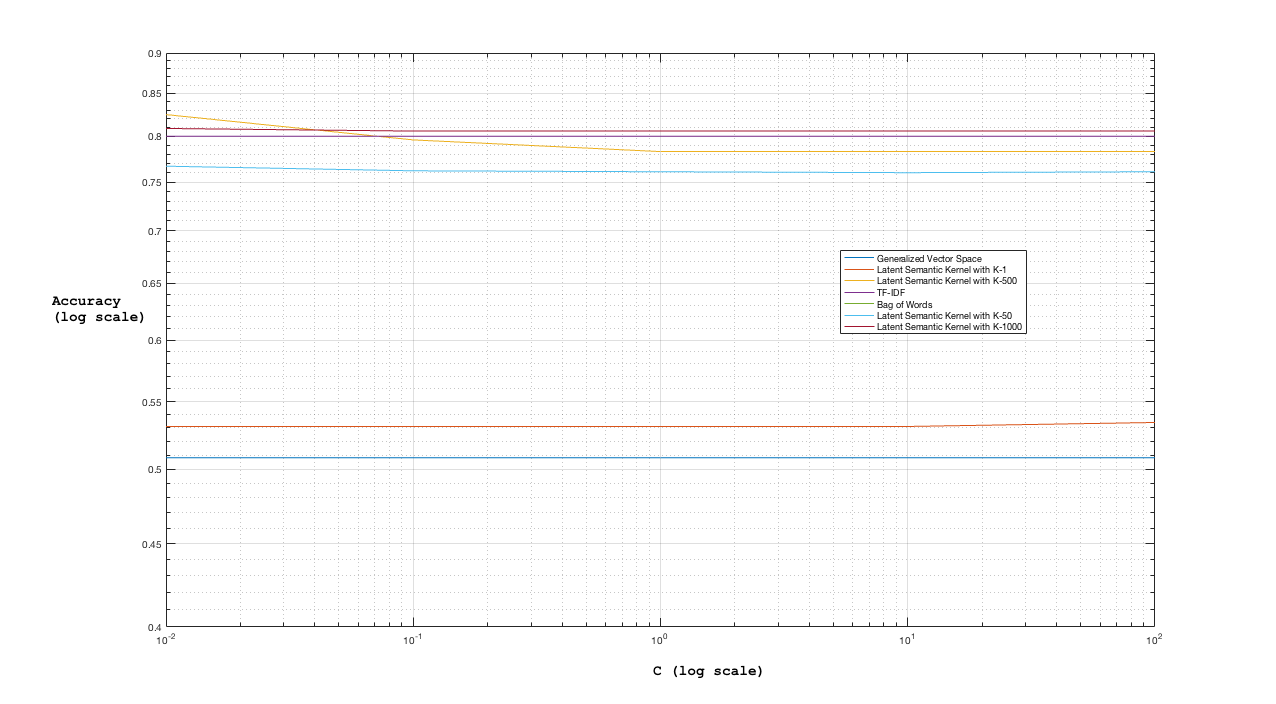 0.9
0.85
0.8
0.75
0.7
0.65
0.6
0.55
0.5
0.45
0.4
Accuracy
(log scale)
Generalized Vector Space
Latent Semantic Kernel with K-1
Latent Semantic Kernel with K-500
TF-IDF
Bag of Words
Latent Semantic Kernel with K-50
Latent Semantic Kernel with K-1000
10^-2 10^-1 10^0 10^1 10^2
C (log scale)